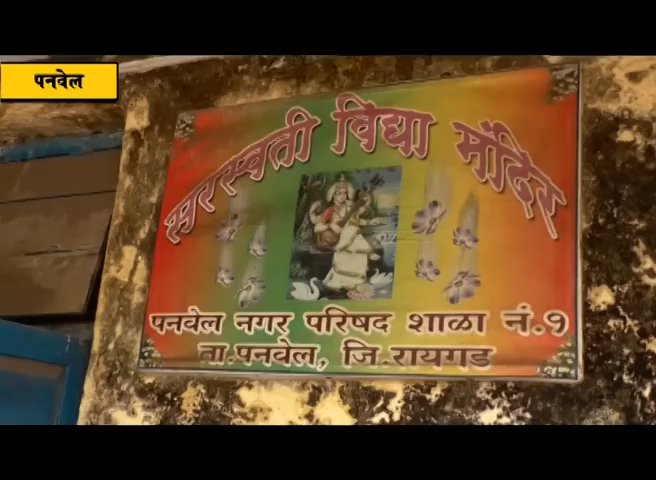 पनवेल
सरस्वती विद्या मंदिर
पनवेल नगर परिषद शाळा नं.१
ता.पनवेल, जि.रायगड